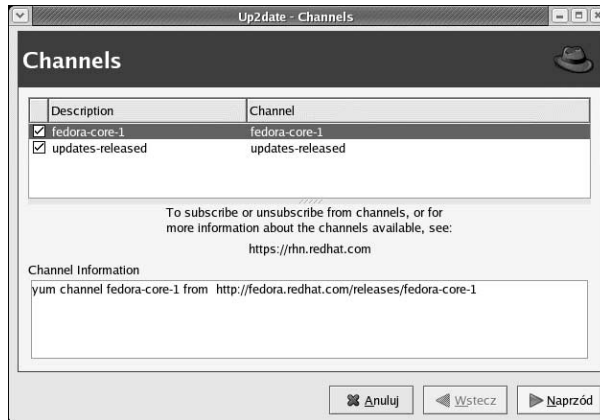 Up2date - Channels
Channels
Description Channel
fedora-core-1 fedora-core-1
updates-released updates-released
To subscribe or unsubscribe from channels, or for
more information about the channels available, see:
https://rhn.redhat.com
Channel Information
yum channel fedora-core-1 from http://fedora.redhat.com/releases/fedora-core-1
Anuluj Wstecz Naprzód